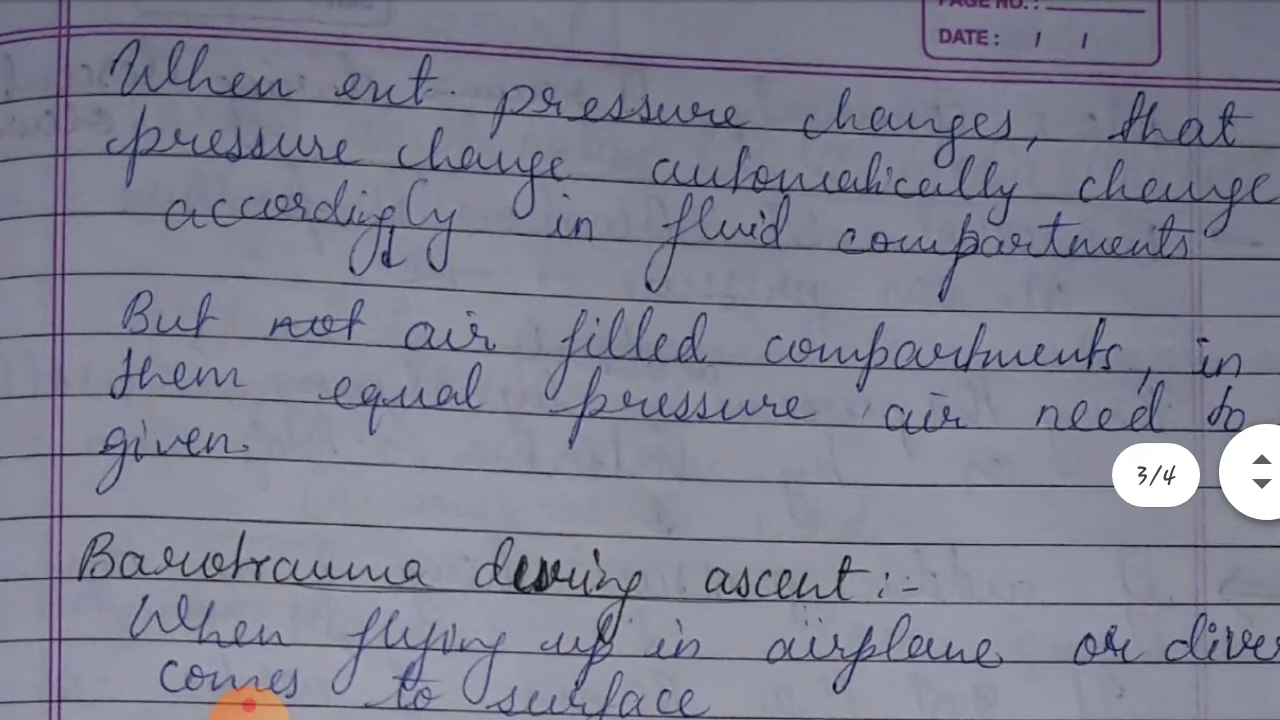 PAGE NO.:
DATE: / /
When ext. pressure changes, that
pressure change automatically change
accordingly in fluid compartments
But not air filled compartments, in
them equal pressure air need to
given.
3/4
Barotrauma during ascent :-
When flying up in airplane or diver
comes to surface